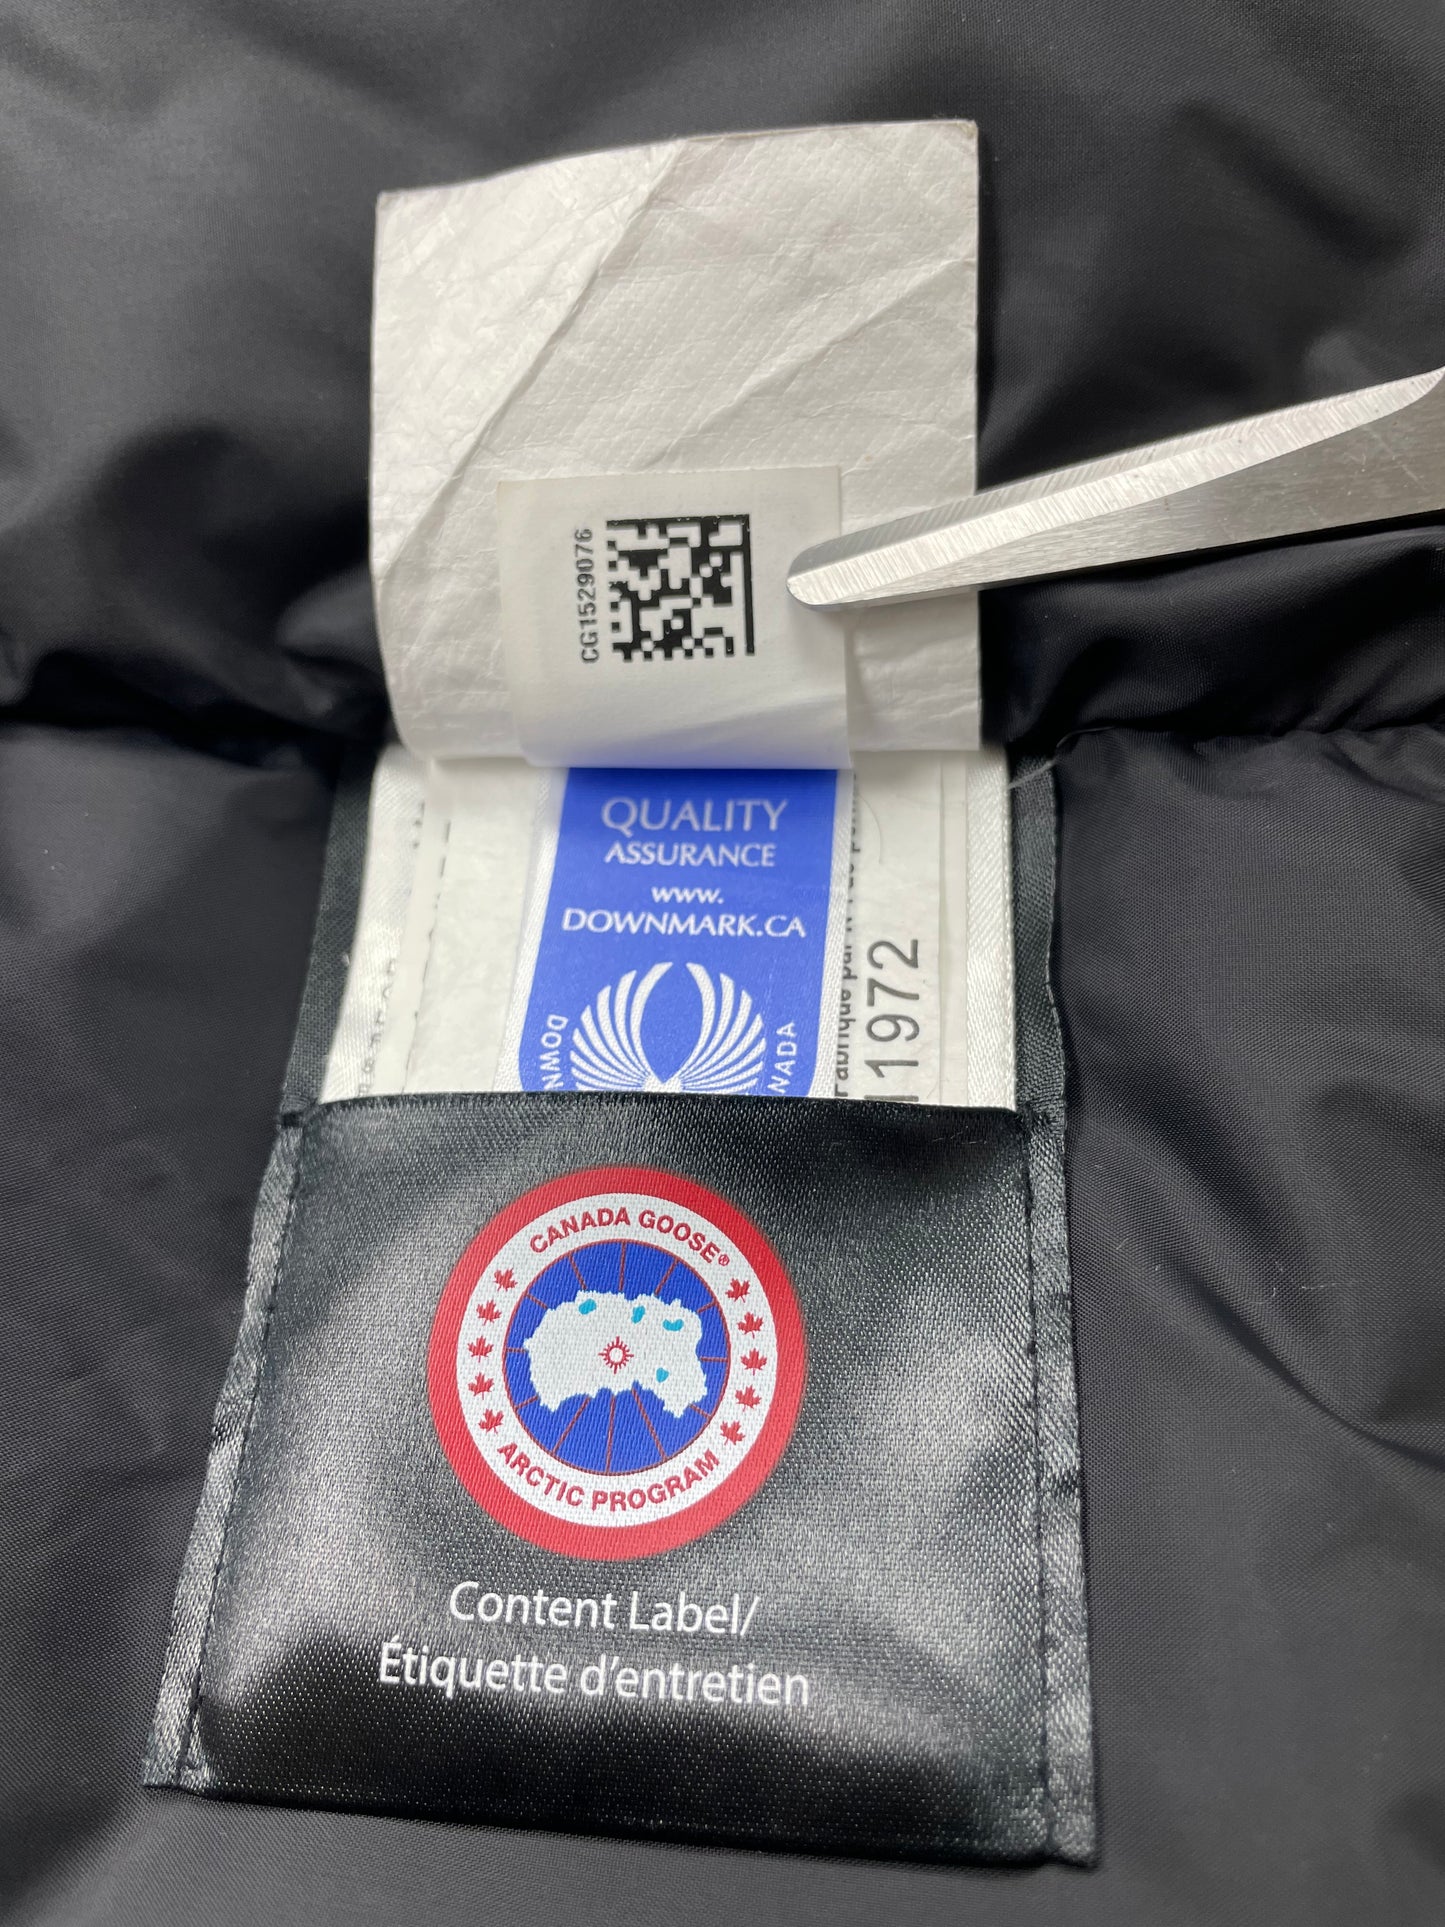 CG1529076
QUALITY
ASSURANCE
www.
DOWNMARK.CA
1972
CANADA GOOSE®
ARCTIC PROGRAM
Content Label/
Étiquette d'entretien